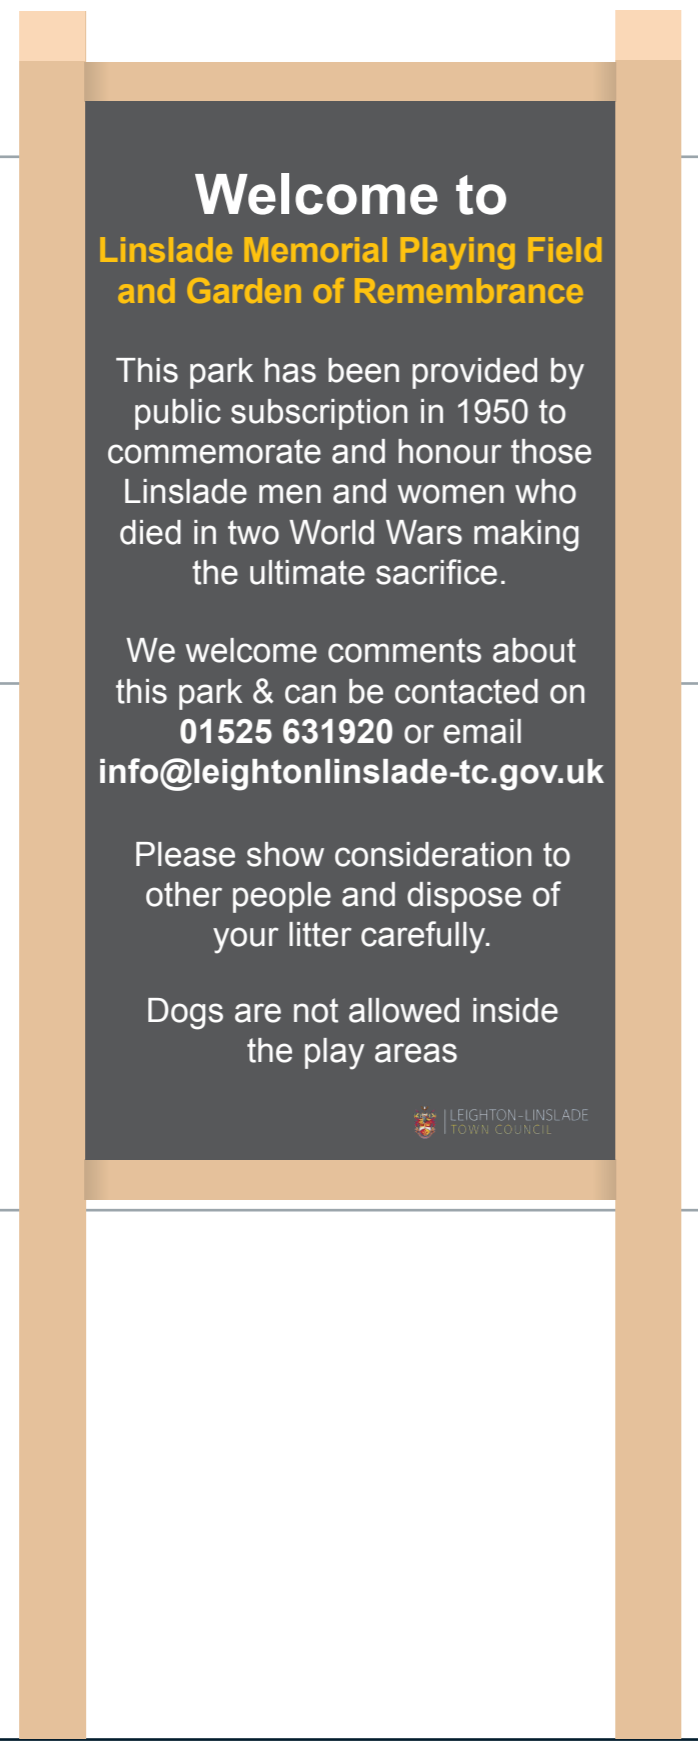 Welcome to
Linslade Memorial Playing Field
and Garden of Remembrance
This park has been provided by
public subscription in 1950 to
commemorate and honour those
Linslade men and women who
died in two World Wars making
the ultimate sacrifice.
We welcome comments about
this park & can be contacted on
01525 631920 or email
info@leightonlinslade-tc.gov.uk
Please show consideration to
other people and dispose of
your litter carefully.
Dogs are not allowed inside
the play areas
LEIGHTON-LINSLADE
TOWN COUNCIL